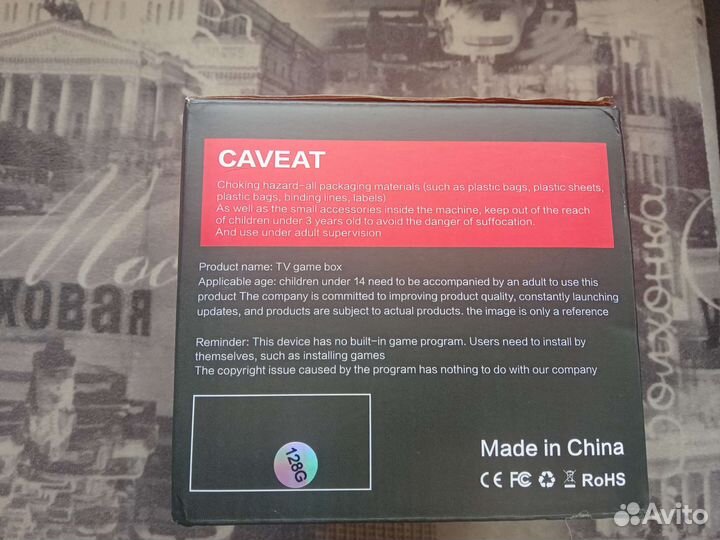 CAVEAT
Choking hazard-all packaging materials (such as plastic bags, plastic sheets,
plastic bags, binding lines, labels)
As well as the small accessories inside the machine, keep out of the reach
of children under 3 years old to avoid the danger of suffocation.
And use under adult supervision
Product name: TV game box
Applicable age: children under 14 need to be accompanied by an adult to use this
product The company is committed to improving product quality, constantly launching
updates, and products are subject to actual products. the image is only a reference
Reminder: This device has no built-in game program. Users need to install by
themselves, such as installing games
The copyright issue caused by the program has nothing to do with our company
128G
Made in China
CE FC RoHS
Мос
ховая
Волхонка
Avito